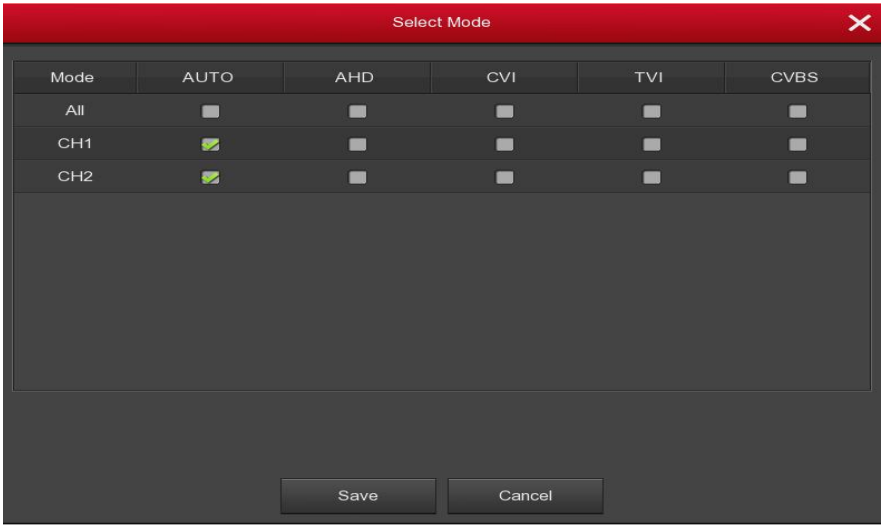 Select Mode
Mode AUTO AHD CVI TVI CVBS
All
CH1
CH2
Save Cancel